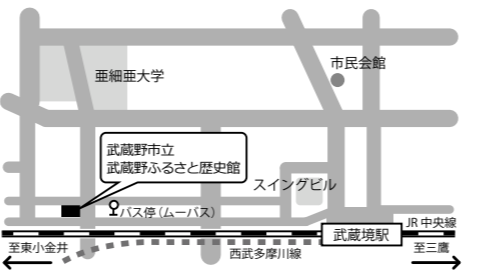 市民会館
亜細亜大学
武蔵野市立
武蔵野ふるさと歴史館
スイングビル
バス停（ムーバス）
JR 中央線
武蔵境駅
至東小金井
西武多摩川線
至三鷹